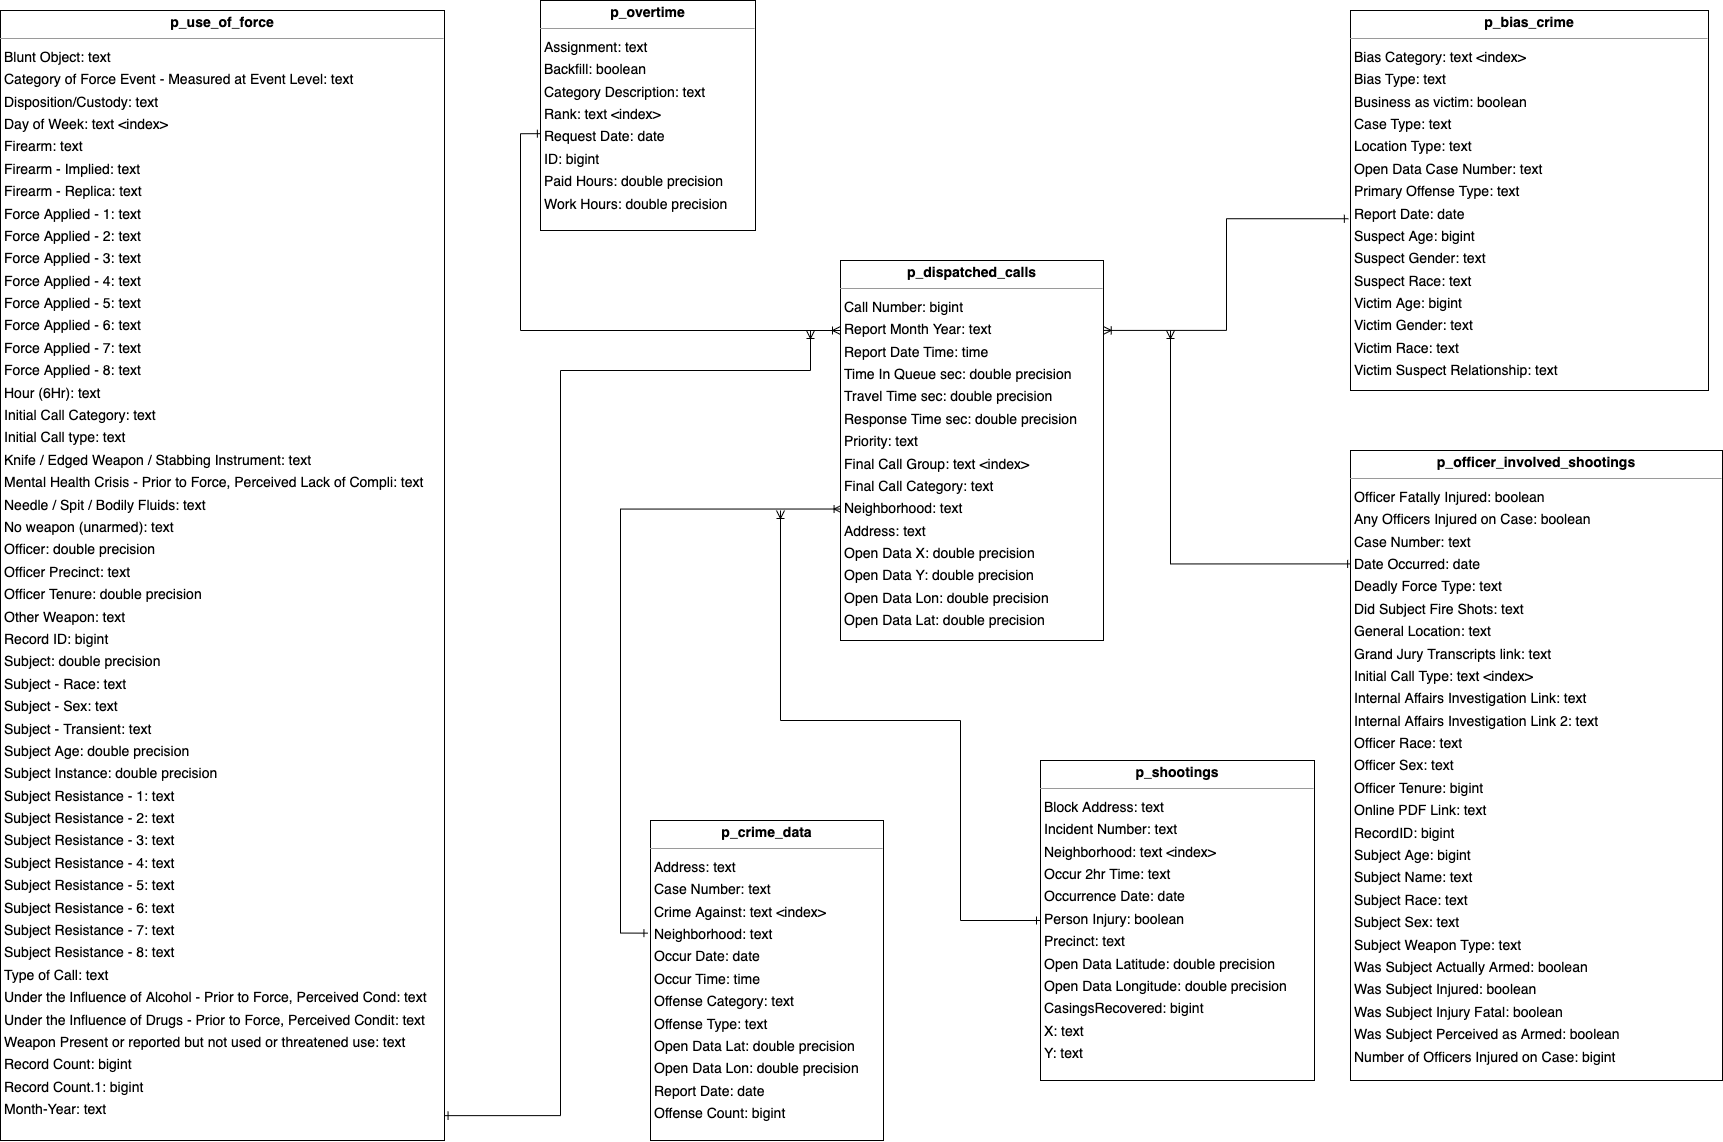 p_use_of_force
Blunt Object: text
Category of Force Event - Measured at Event Level: text
Disposition/Custody: text
Day of Week: text <index>
Firearm: text
Firearm - Implied: text
Firearm - Replica: text
Force Applied - 1: text
Force Applied - 2: text
Force Applied - 3: text
Force Applied - 4: text
Force Applied - 5: text
Force Applied - 6: text
Force Applied - 7: text
Force Applied - 8: text
Hour (6Hr): text
Initial Call Category: text
Initial Call type: text
Knife / Edged Weapon / Stabbing Instrument: text
Mental Health Crisis - Prior to Force, Perceived Lack of Compli: text
Needle / Spit / Bodily Fluids: text
No weapon (unarmed): text
Officer: double precision
Officer Precinct: text
Officer Tenure: double precision
Other Weapon: text
Record ID: bigint
Subject: double precision
Subject - Race: text
Subject - Sex: text
Subject - Transient: text
Subject Age: double precision
Subject Instance: double precision
Subject Resistance - 1: text
Subject Resistance - 2: text
Subject Resistance - 3: text
Subject Resistance - 4: text
Subject Resistance - 5: text
Subject Resistance - 6: text
Subject Resistance - 7: text
Subject Resistance - 8: text
Type of Call: text
Under the Influence of Alcohol - Prior to Force, Perceived Cond: text
Under the Influence of Drugs - Prior to Force, Perceived Condit: text
Weapon Present or reported but not used or threatened use: text
Record Count: bigint
Record Count.1: bigint
Month-Year: text
p_overtime
Assignment: text
Backfill: boolean
Category Description: text
Rank: text <index>
Request Date: date
ID: bigint
Paid Hours: double precision
Work Hours: double precision
p_dispatched_calls
Call Number: bigint
Report Month Year: text
Report Date Time: time
Time In Queue sec: double precision
Travel Time sec: double precision
Response Time sec: double precision
Priority: text
Final Call Group: text <index>
Final Call Category: text
Neighborhood: text
Address: text
Open Data X: double precision
Open Data Y: double precision
Open Data Lon: double precision
Open Data Lat: double precision
p_crime_data
Address: text
Case Number: text
Crime Against: text <index>
Neighborhood: text
Occur Date: date
Occur Time: time
Offense Category: text
Offense Type: text
Open Data Lat: double precision
Open Data Lon: double precision
Report Date: date
Offense Count: bigint
p_shootings
Block Address: text
Incident Number: text
Neighborhood: text <index>
Occur 2hr Time: text
Occurrence Date: date
Person Injury: boolean
Precinct: text
Open Data Latitude: double precision
Open Data Longitude: double precision
CasingsRecovered: bigint
X: text
Y: text
p_bias_crime
Bias Category: text <index>
Bias Type: text
Business as victim: boolean
Case Type: text
Location Type: text
Open Data Case Number: text
Primary Offense Type: text
Report Date: date
Suspect Age: bigint
Suspect Gender: text
Suspect Race: text
Victim Age: bigint
Victim Gender: text
Victim Race: text
Victim Suspect Relationship: text
p_officer_involved_shootings
Officer Fatally Injured: boolean
Any Officers Injured on Case: boolean
Case Number: text
Date Occurred: date
Deadly Force Type: text
Did Subject Fire Shots: text
General Location: text
Grand Jury Transcripts link: text
Initial Call Type: text <index>
Internal Affairs Investigation Link: text
Internal Affairs Investigation Link 2: text
Officer Race: text
Officer Sex: text
Officer Tenure: bigint
Online PDF Link: text
RecordID: bigint
Subject Age: bigint
Subject Name: text
Subject Race: text
Subject Sex: text
Subject Weapon Type: text
Was Subject Actually Armed: boolean
Was Subject Injured: boolean
Was Subject Injury Fatal: boolean
Was Subject Perceived as Armed: boolean
Number of Officers Injured on Case: bigint